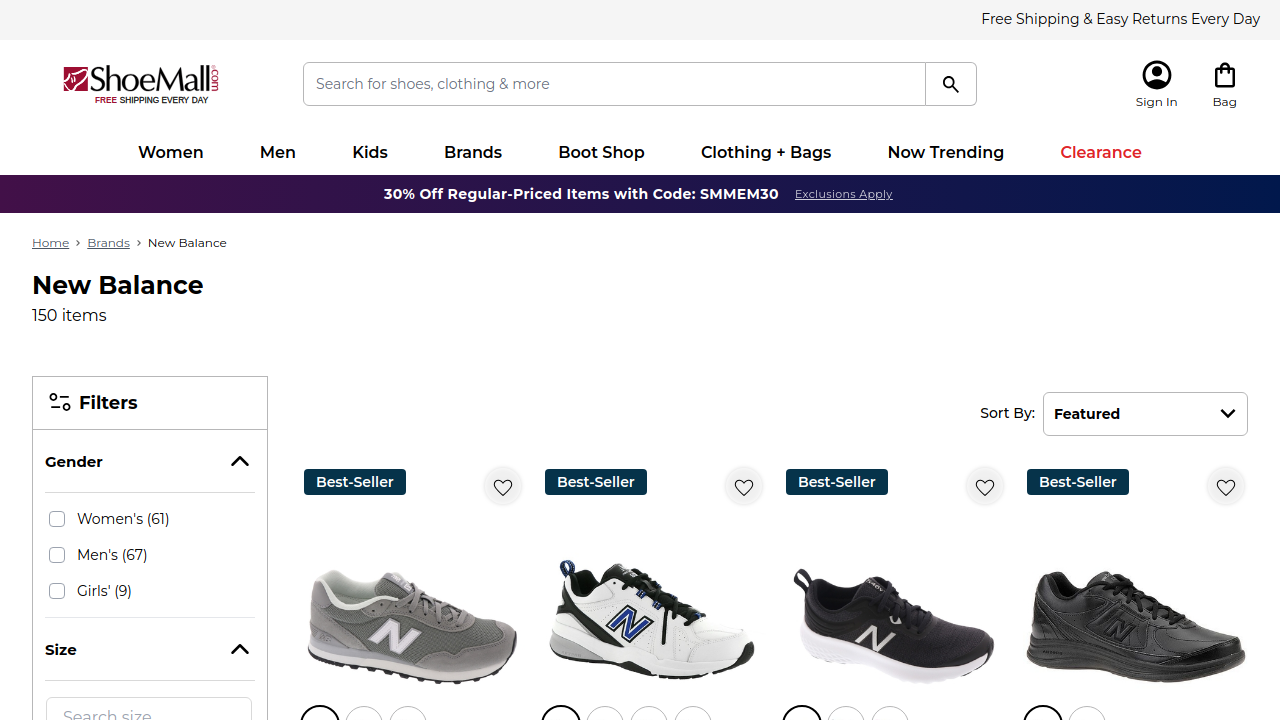 Free Shipping & Easy Returns Every Day
ShoeMall.com
FREE SHIPPING EVERY DAY
Search for shoes, clothing & more
Sign In
Bag
Women
Men
Kids
Brands
Boot Shop
Clothing + Bags
Now Trending
Clearance
30% Off Regular-Priced Items with Code: SMMEM30
Exclusions Apply
Home
Brands
New Balance
New Balance
150 items
Filters
Sort By:
Featured
Gender
Women's (61)
Men's (67)
Girls' (9)
Size
Search size
Best-Seller
Best-Seller
Best-Seller
Best-Seller